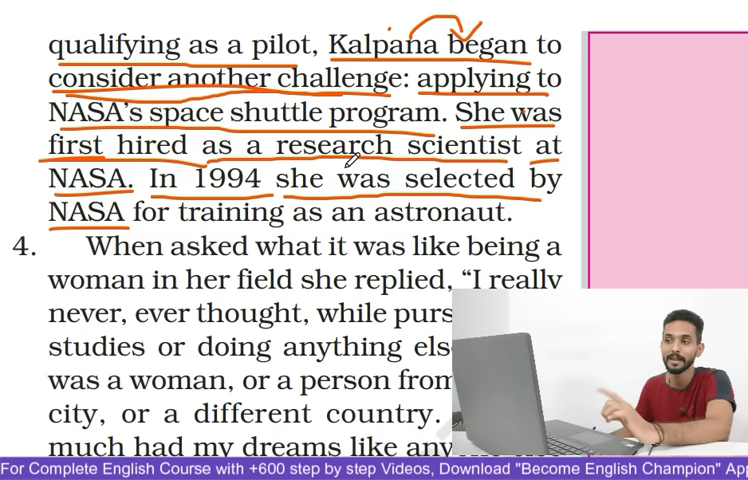 qualifying as a pilot, Kalpana began to
consider another challenge: applying to
NASA's space shuttle program. She was
first hired as a research scientist at
NASA. In 1994 she was selected by
NASA for training as an astronaut.
4. When asked what it was like being a
woman in her field she replied, "I really
never, ever thought, while purs
studies or doing anything els
was a woman, or a person from
city, or a different country.
much had my dreams like any
For Complete English Course with +600 step by step Videos, Download "Become English Champion" App